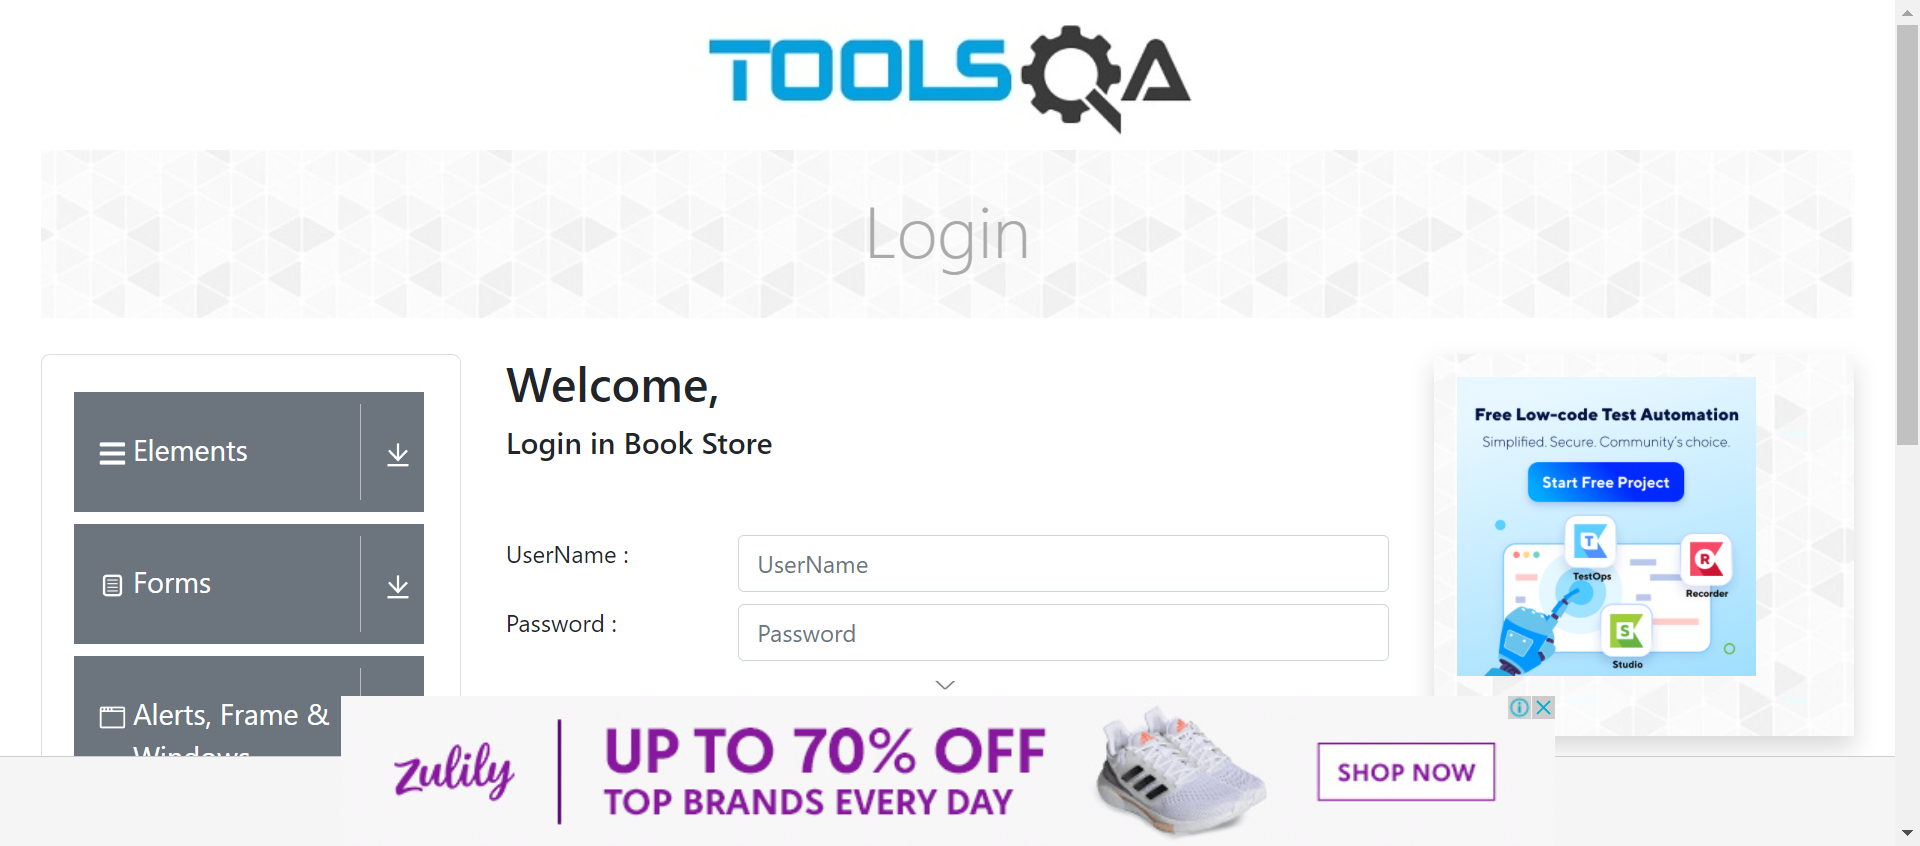 TOOLSQA
Login
Elements
Forms
Alerts, Frame &
Windows
Welcome,
Login in Book Store
UserName :
UserName
Password :
Password
Free Low-code Test Automation
Simplified. Secure. Community's choice.
Start Free Project
T
TestOps
R
Recorder
S
Studio
zulily
UP TO 70% OFF
TOP BRANDS EVERY DAY
SHOP NOW